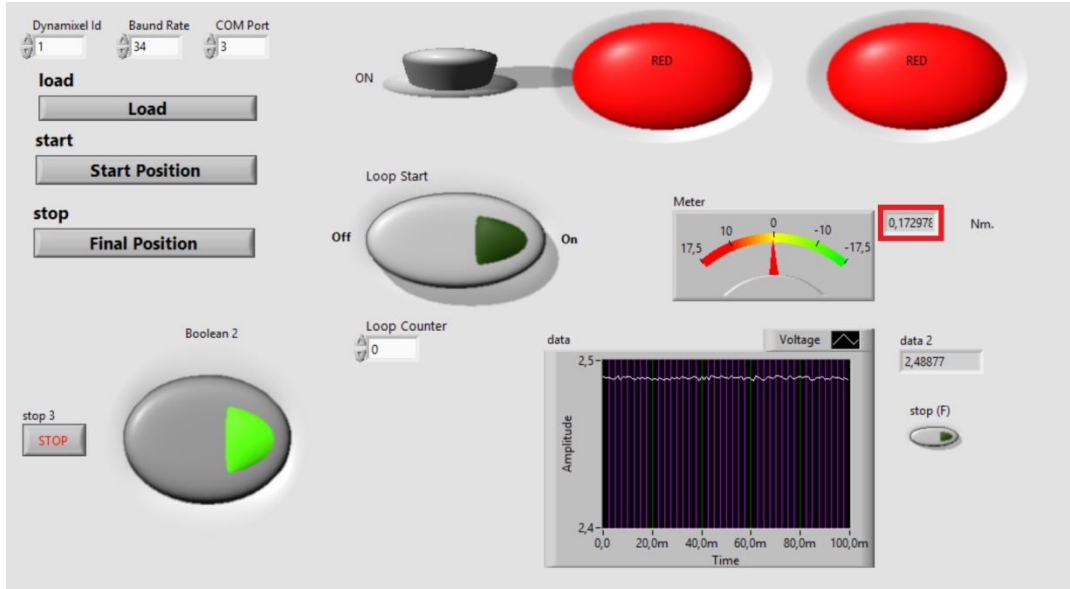 Dynamixel Id
Baund Rate
COM Port
1
34
3
load
Load
start
Start Position
stop
Final Position
ON
RED
RED
Loop Start
Off
On
Meter
17,5
10
0
-10
-17,5
0,172978
Nm.
Boolean 2
Loop Counter
0
stop 3
STOP
data
Voltage
2,5
Amplitude
2,4
0,0
20,0m
40,0m
60,0m
80,0m
100,0m
Time
data 2
2,48877
stop (F)